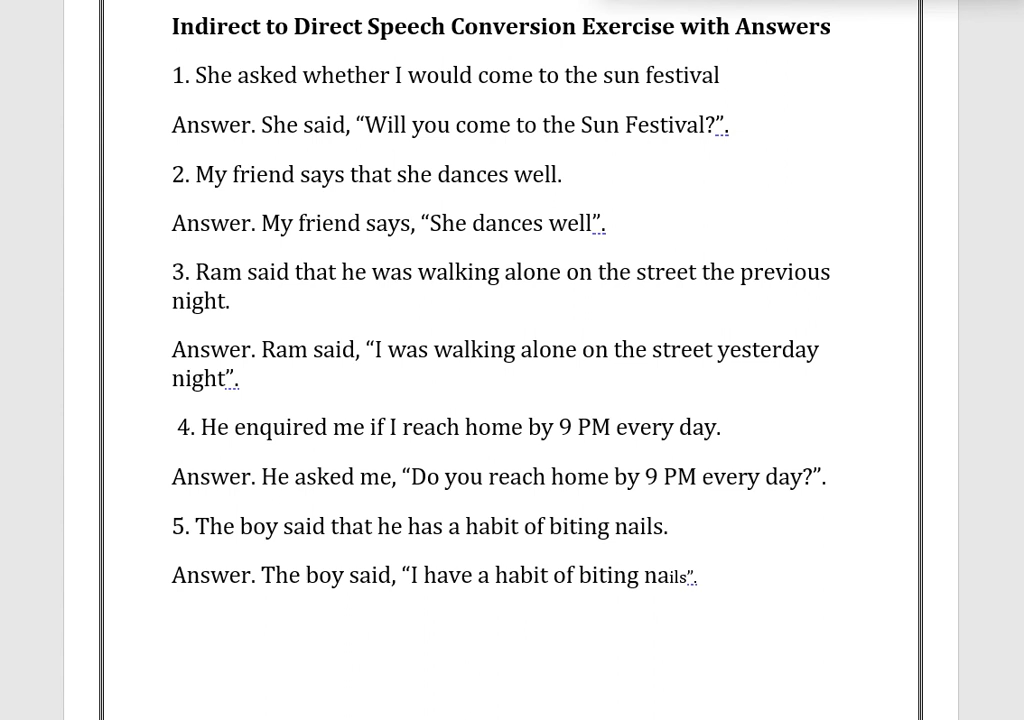 Indirect to Direct Speech Conversion Exercise with Answers
1. She asked whether I would come to the sun festival
Answer. She said, “Will you come to the Sun Festival?”.
2. My friend says that she dances well.
Answer. My friend says, “She dances well”.
3. Ram said that he was walking alone on the street the previous
night.
Answer. Ram said, “I was walking alone on the street yesterday
night”.
4. He enquired me if I reach home by 9 PM every day.
Answer. He asked me, “Do you reach home by 9 PM every day?”.
5. The boy said that he has a habit of biting nails.
Answer. The boy said, “I have a habit of biting nails”.